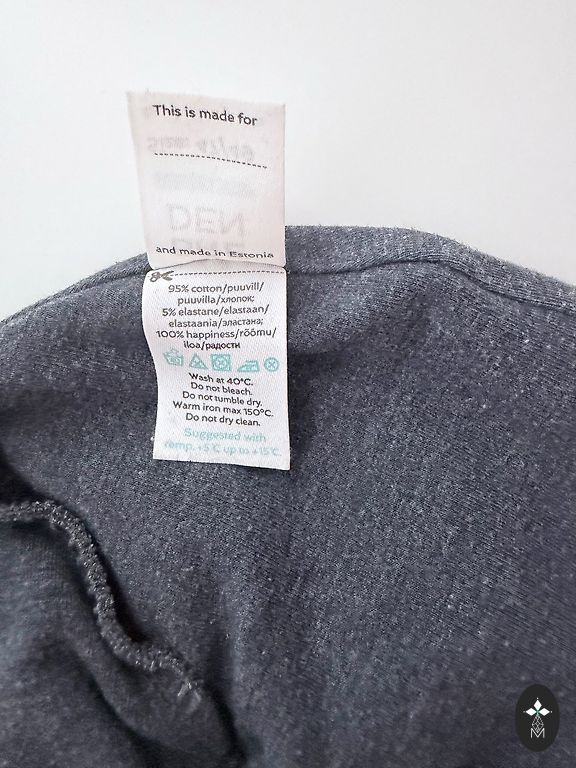 This is made for
and made in Estonia
95% cotton/puuvill/
puuvilla/хлопок;
5% elastane/elastaan/
elastaania/эластана;
100% happiness/rõõmu/
iloa/радости
Wash at 40°C.
Do not bleach.
Do not tumble dry.
Warm iron max 150°C.
Do not dry clean.
Suggested with
temp. +5°C up to +15°C.
M